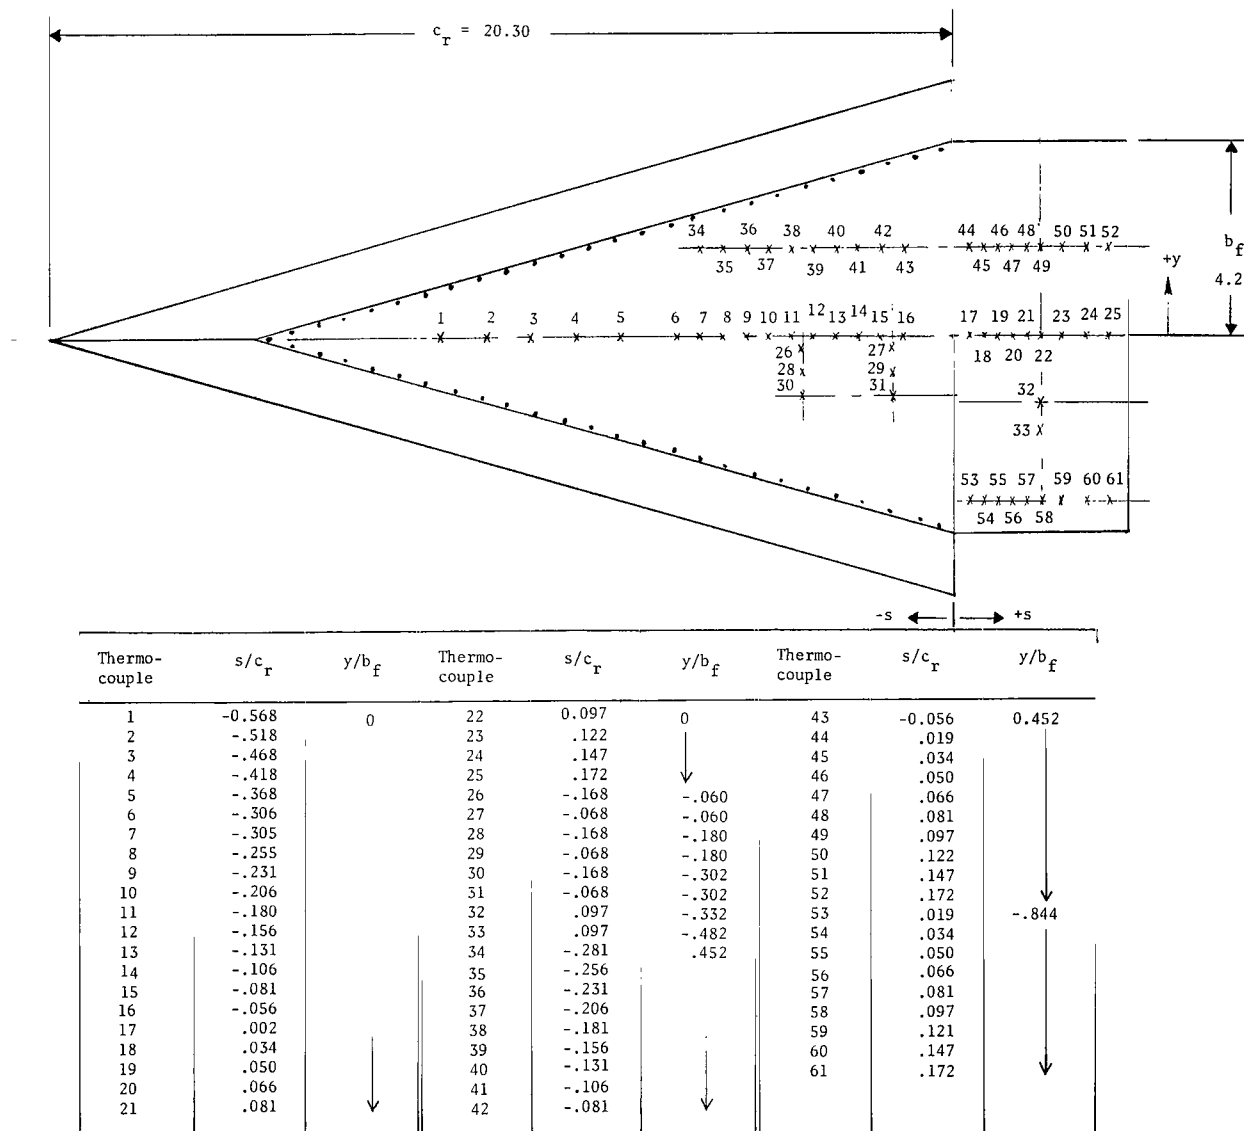 c_r = 20.30
34 36 38 40 42 44 46 48 50 51 52
35 37 39 41 43 45 47 49
b_f
+y
4.2
1 2 3 4 5 6 7 8 9 10 11 12 13 14 15 16 17 19 21 23 24 25
26 27 18 20 22
28 29
30 31 32
33
53 55 57 59 60 61
54 56 58
-s +s
Thermo- s/c_r y/b_f Thermo- s/c_r y/b_f Thermo- s/c_r y/b_f
couple couple couple
1 -0.568 0 22 0.097 0 43 -0.056 0.452
2 -.518 23 .122 44 .019
3 -.468 24 .147 45 .034
4 -.418 25 .172 46 .050
5 -.368 26 -.168 -.060 47 .066
6 -.306 27 -.068 -.060 48 .081
7 -.305 28 -.168 -.180 49 .097
8 -.255 29 -.068 -.180 50 .122
9 -.231 30 -.168 -.302 51 .147
10 -.206 31 -.068 -.302 52 .172
11 -.180 32 .097 -.332 53 .019 -.844
12 -.156 33 .097 -.482 54 .034
13 -.131 34 -.281 .452 55 .050
14 -.106 35 -.256 56 .066
15 -.081 36 -.231 57 .081
16 -.056 37 -.206 58 .097
17 .002 38 -.181 59 .121
18 .034 39 -.156 60 .147
19 .050 40 -.131 61 .172
20 .066 41 -.106
21 .081 42 -.081